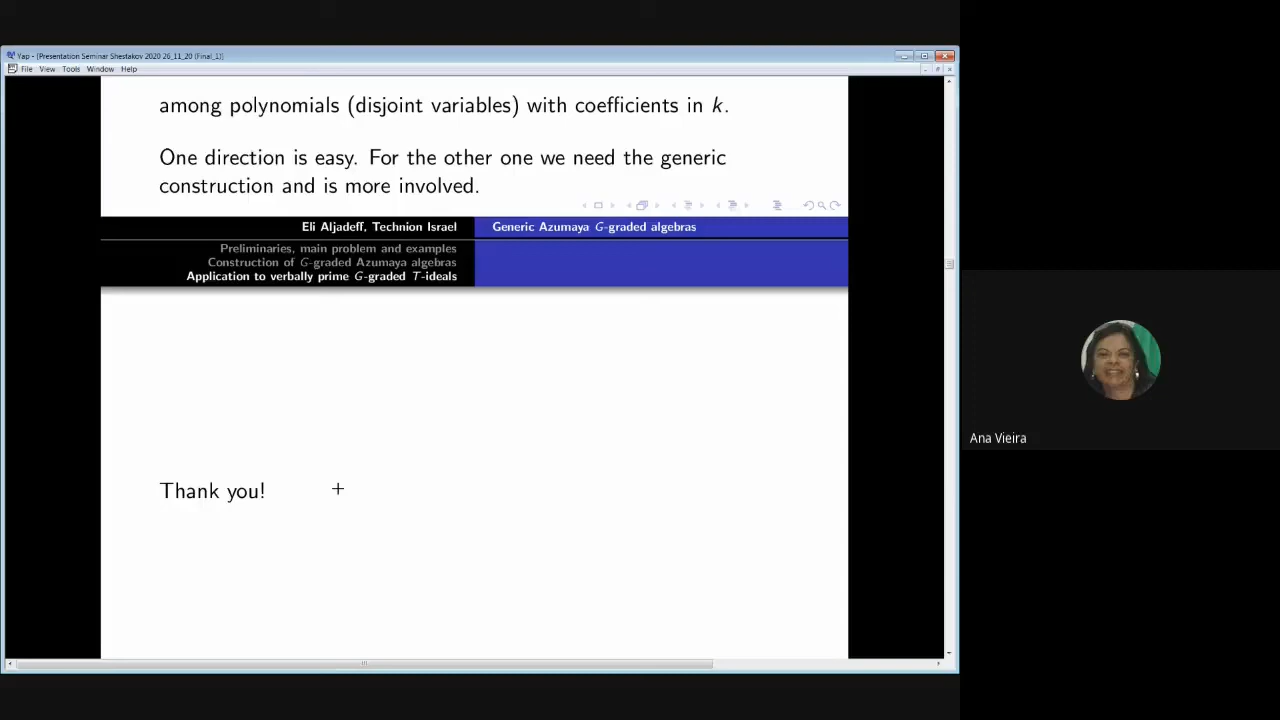 Yap - [Presentation Seminar Shestakov 2020 26_11_20 (Final_1)]
File View Tools Window Help
among polynomials (disjoint variables) with coefficients in k.
One direction is easy. For the other one we need the generic
construction and is more involved.
Eli Aljadeff, Technion Israel
Generic Azumaya G-graded algebras
Preliminaries, main problem and examples
Construction of G-graded Azumaya algebras
Application to verbally prime G-graded T-ideals
Thank you!
Ana Vieira